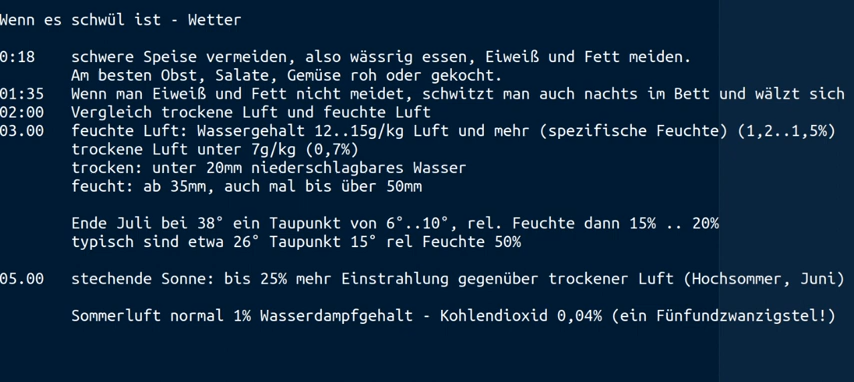 Wenn es schwül ist - Wetter
0:18 schwere Speise vermeiden, also wässrig essen, Eiweiß und Fett meiden.
Am besten Obst, Salate, Gemüse roh oder gekocht.
01:35 Wenn man Eiweiß und Fett nicht meidet, schwitzt man auch nachts im Bett und wälzt sich
02:00 Vergleich trockene Luft und feuchte Luft
03.00 feuchte Luft: Wassergehalt 12..15g/kg Luft und mehr (spezifische Feuchte) (1,2..1,5%)
trockene Luft unter 7g/kg (0,7%)
trocken: unter 20mm niederschlagbares Wasser
feucht: ab 35mm, auch mal bis über 50mm
Ende Juli bei 38° ein Taupunkt von 6°..10°, rel. Feuchte dann 15% .. 20%
typisch sind etwa 26° Taupunkt 15° rel Feuchte 50%
05.00 stechende Sonne: bis 25% mehr Einstrahlung gegenüber trockener Luft (Hochsommer, Juni)
Sommerluft normal 1% Wasserdampfgehalt - Kohlendioxid 0,04% (ein Fünfundzwanzigstel!)